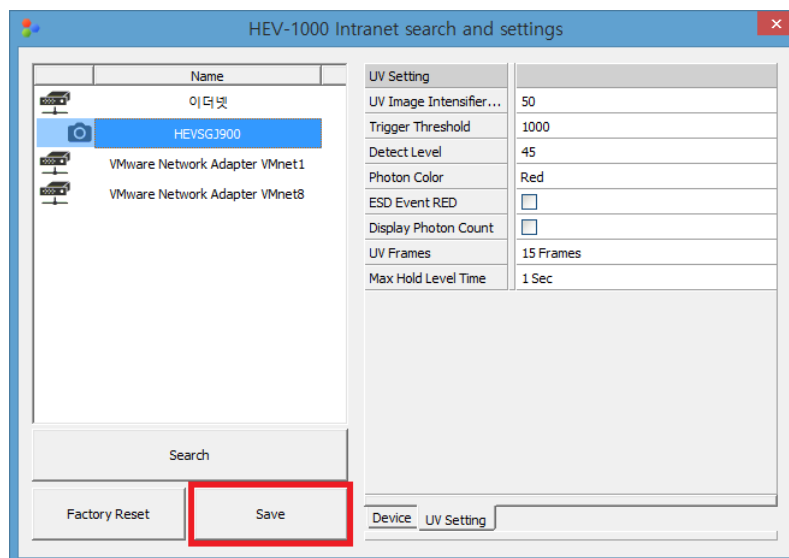 HEV-1000 Intranet search and settings
Name
이더넷
HEVSGJ900
VMware Network Adapter VMnet1
VMware Network Adapter VMnet8
Search
Factory Reset
Save
UV Setting
UV Image Intensifier... 50
Trigger Threshold 1000
Detect Level 45
Photon Color Red
ESD Event RED
Display Photon Count
UV Frames 15 Frames
Max Hold Level Time 1 Sec
Device UV Setting